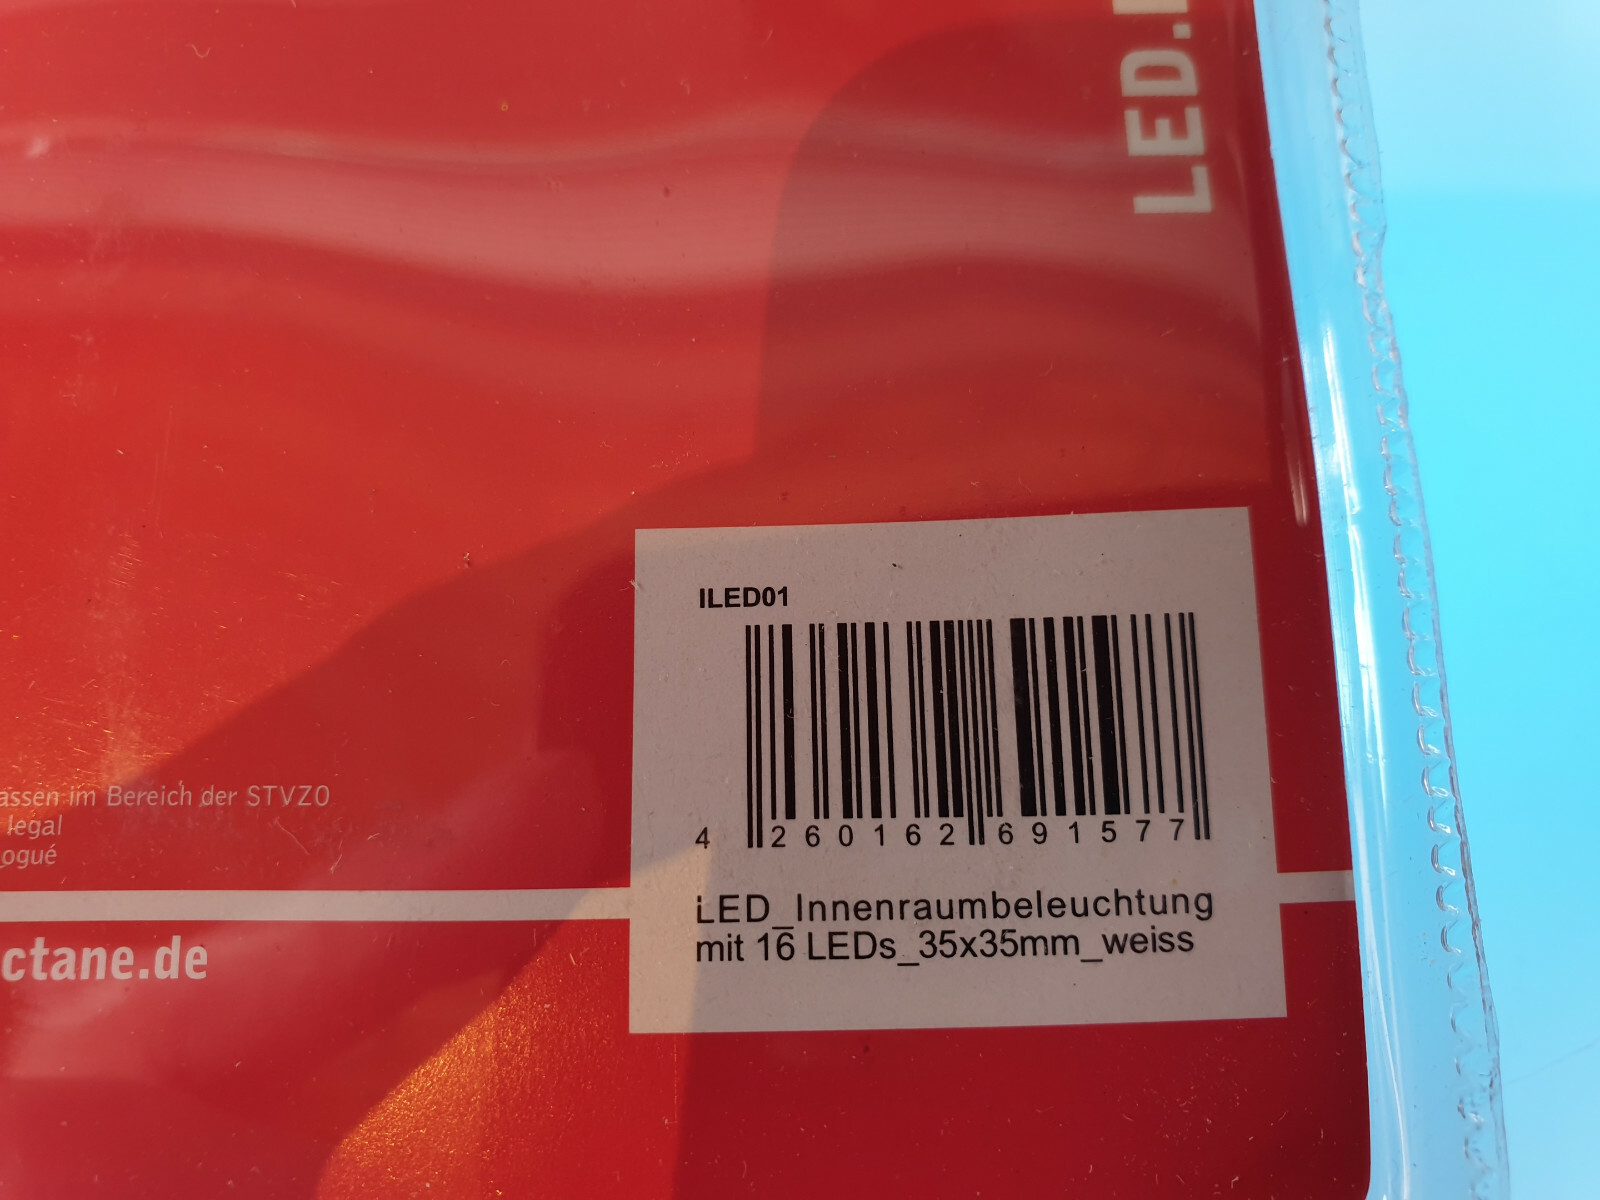 LED.
ILED01
4 260162 691577
LED_Innenraumbeleuchtung
mit 16 LEDs_35x35mm_weiss
assen im Bereich der STVZO
legal
ogué
ctane.de